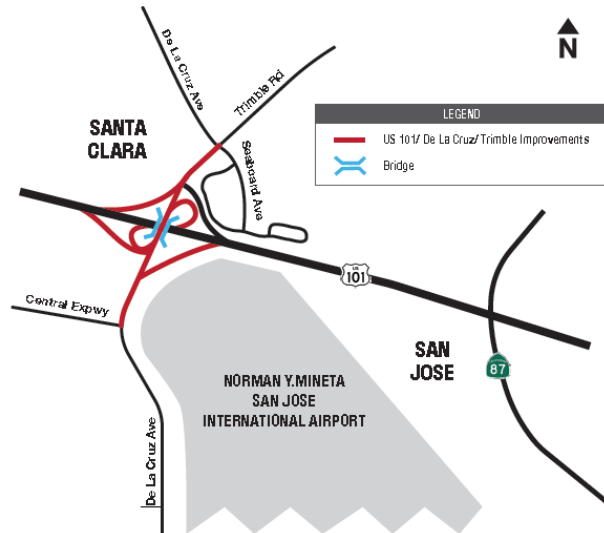 De La Cruz Ave
Trimble Rd
N
SANTA
CLARA
LEGEND
US 101/ De La Cruz/ Trimble Improvements
Bridge
Seaboard Ave
US
101
Central Expwy
SAN
JOSE
87
NORMAN Y.MINETA
SAN JOSE
INTERNATIONAL AIRPORT
De La Cruz Ave